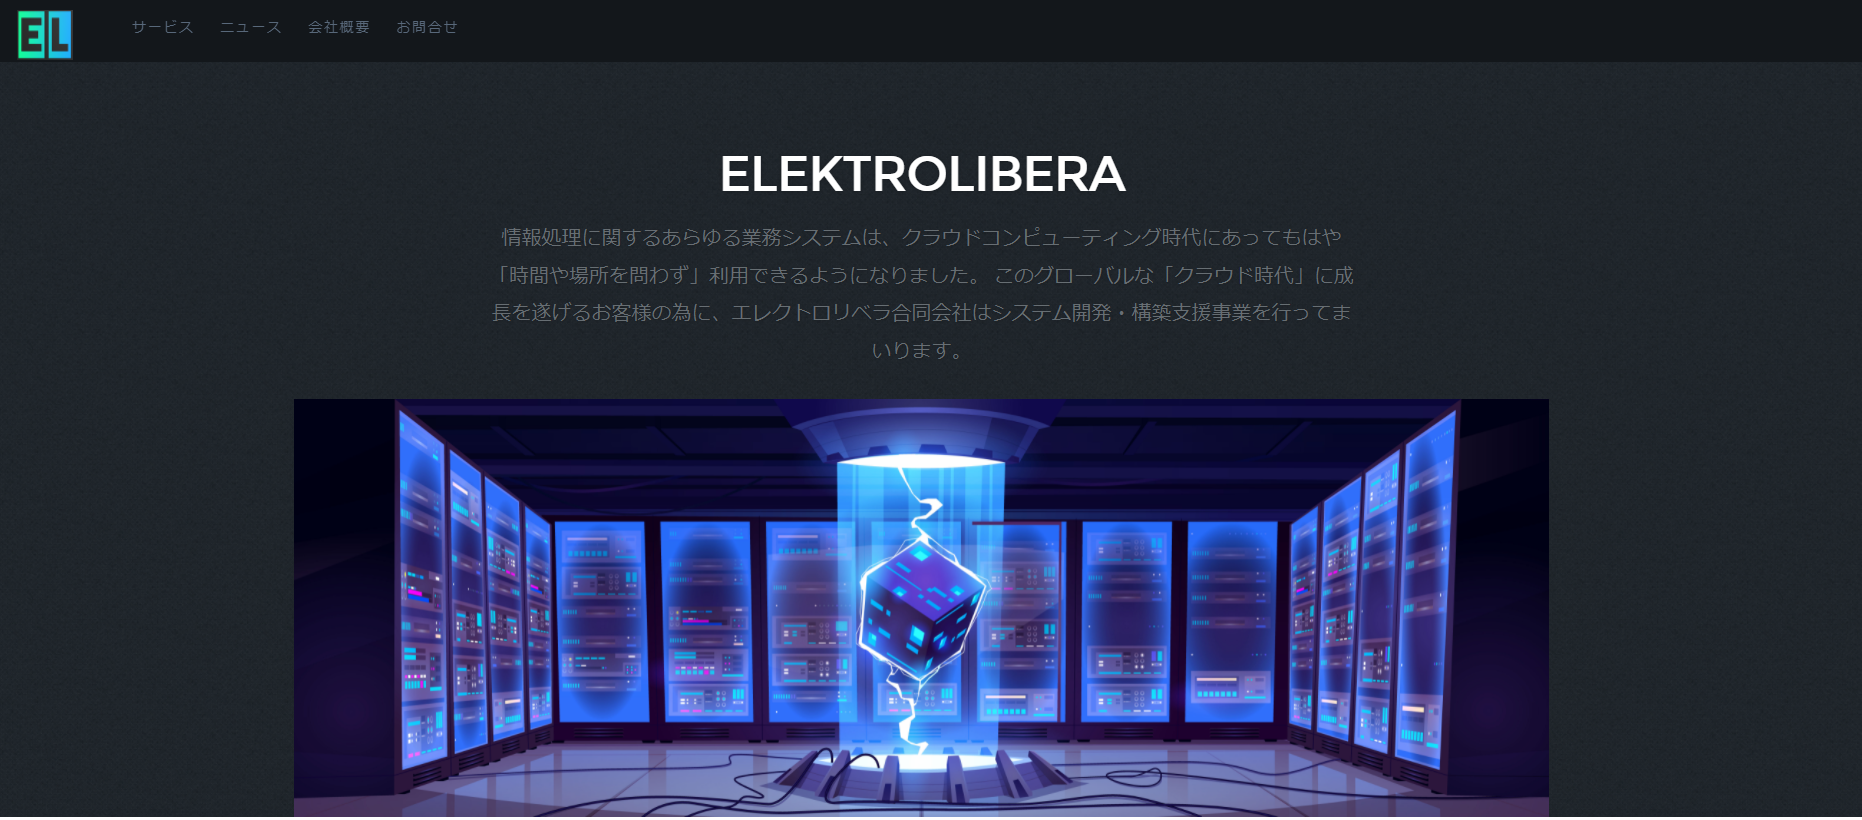 EL
サービス ニュース 会社概要 お問合せ
ELEKTROLIBERA
情報処理に関するあらゆる業務システムは、クラウドコンピューティング時代にあってもはや
「時間や場所を問わず」利用できるようになりました。 このグローバルな「クラウド時代」に成
長を遂げるお客様の為に、エレクトロリベラ合同会社はシステム開発・構築支援事業を行ってま
いります。